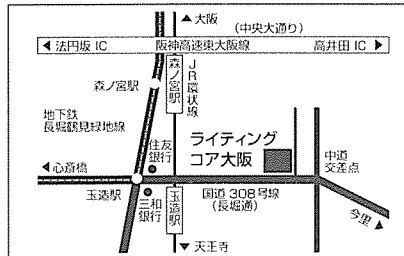 ▲大阪
(中央大通り)
◀法円坂 IC
阪神高速東大阪線
高井田 IC ▶
森ノ宮駅
森ノ宮駅
JR環状線
地下鉄
長堀鶴見緑地線
住友
銀行
ライティング
コア大阪
中道
交差点
◀心斎橋
玉造駅
三和
銀行
玉造駅
国道 308号線
(長堀通)
今里▶
▼天王寺